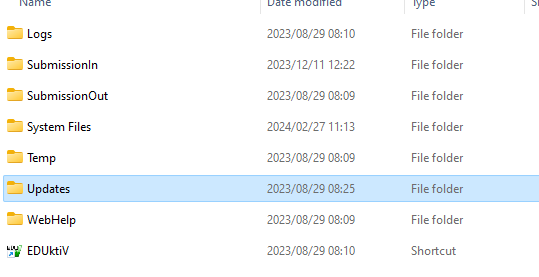 Name Date modified Type
Logs 2023/08/29 08:10 File folder
SubmissionIn 2023/12/11 12:22 File folder
SubmissionOut 2023/08/29 08:09 File folder
System Files 2024/02/27 11:13 File folder
Temp 2023/08/29 08:09 File folder
Updates 2023/08/29 08:25 File folder
WebHelp 2023/08/29 08:09 File folder
EDUktiV 2023/08/29 08:10 Shortcut